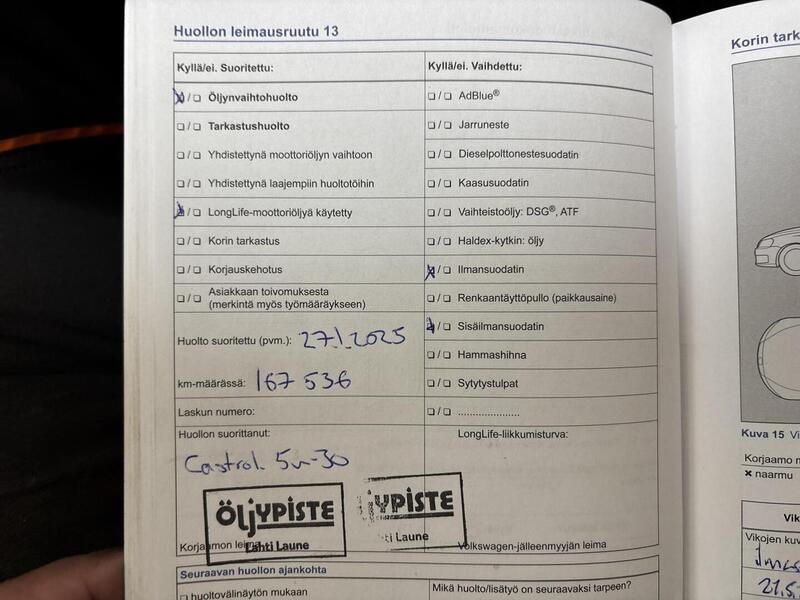 Huollon leimausruutu 13
Kyllä/ei. Suoritettu:
Öljynvaihtohuolto
Tarkastushuolto
Yhdistettynä moottoriöljyn vaihtoon
Yhdistettynä laajempiin huoltotöihin
LongLife-moottoriöljyä käytetty
Korin tarkastus
Korjauskehotus
Asiakkaan toivomuksesta
(merkintä myös työmääräykseen)
Huolto suoritettu (pvm.): 27.1.2025
km-määrässä: 167 536
Laskun numero:
Huollon suorittanut:
Castrol 5w-30
ÖLJYPISTE
Lahti Laune
Korjaamon
Kyllä/ei. Vaihdettu:
AdBlue®
Jarruneste
Dieselpolttonestesuodatin
Kaasusuodatin
Vaihteistoöljy: DSG®, ATF
Haldex-kytkin: öljy
Ilmansuodatin
Renkaantäyttöpullo (paikkausaine)
Sisäilmansuodatin
Hammashihna
Sytytystulpat
.....................
LongLife-liikkumisturva:
YPISTE
ti Laune
Volkswagen-jälleenmyyjän leima
Seuraavan huollon ajankohta
huoltovälinäytön mukaan
Mikä huolto/lisätyö on seuraavaksi tarpeen?
Korin tark
Kuva 15 Vi
Korjaamo m
naarmu
Vik
Vikojen kuv
21.5.